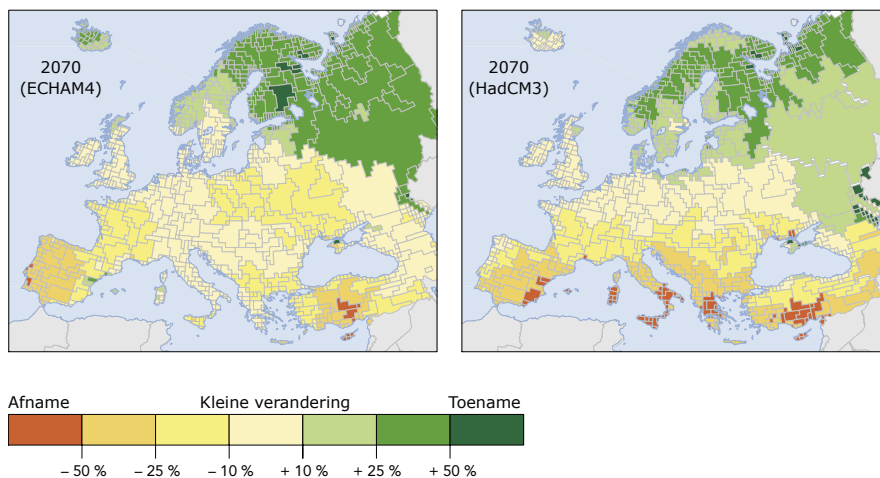 2070
(ECHAM4)
2070
(HadCM3)
Afname Kleine verandering Toename
– 50 % – 25 % – 10 % + 10 % + 25 % + 50 %